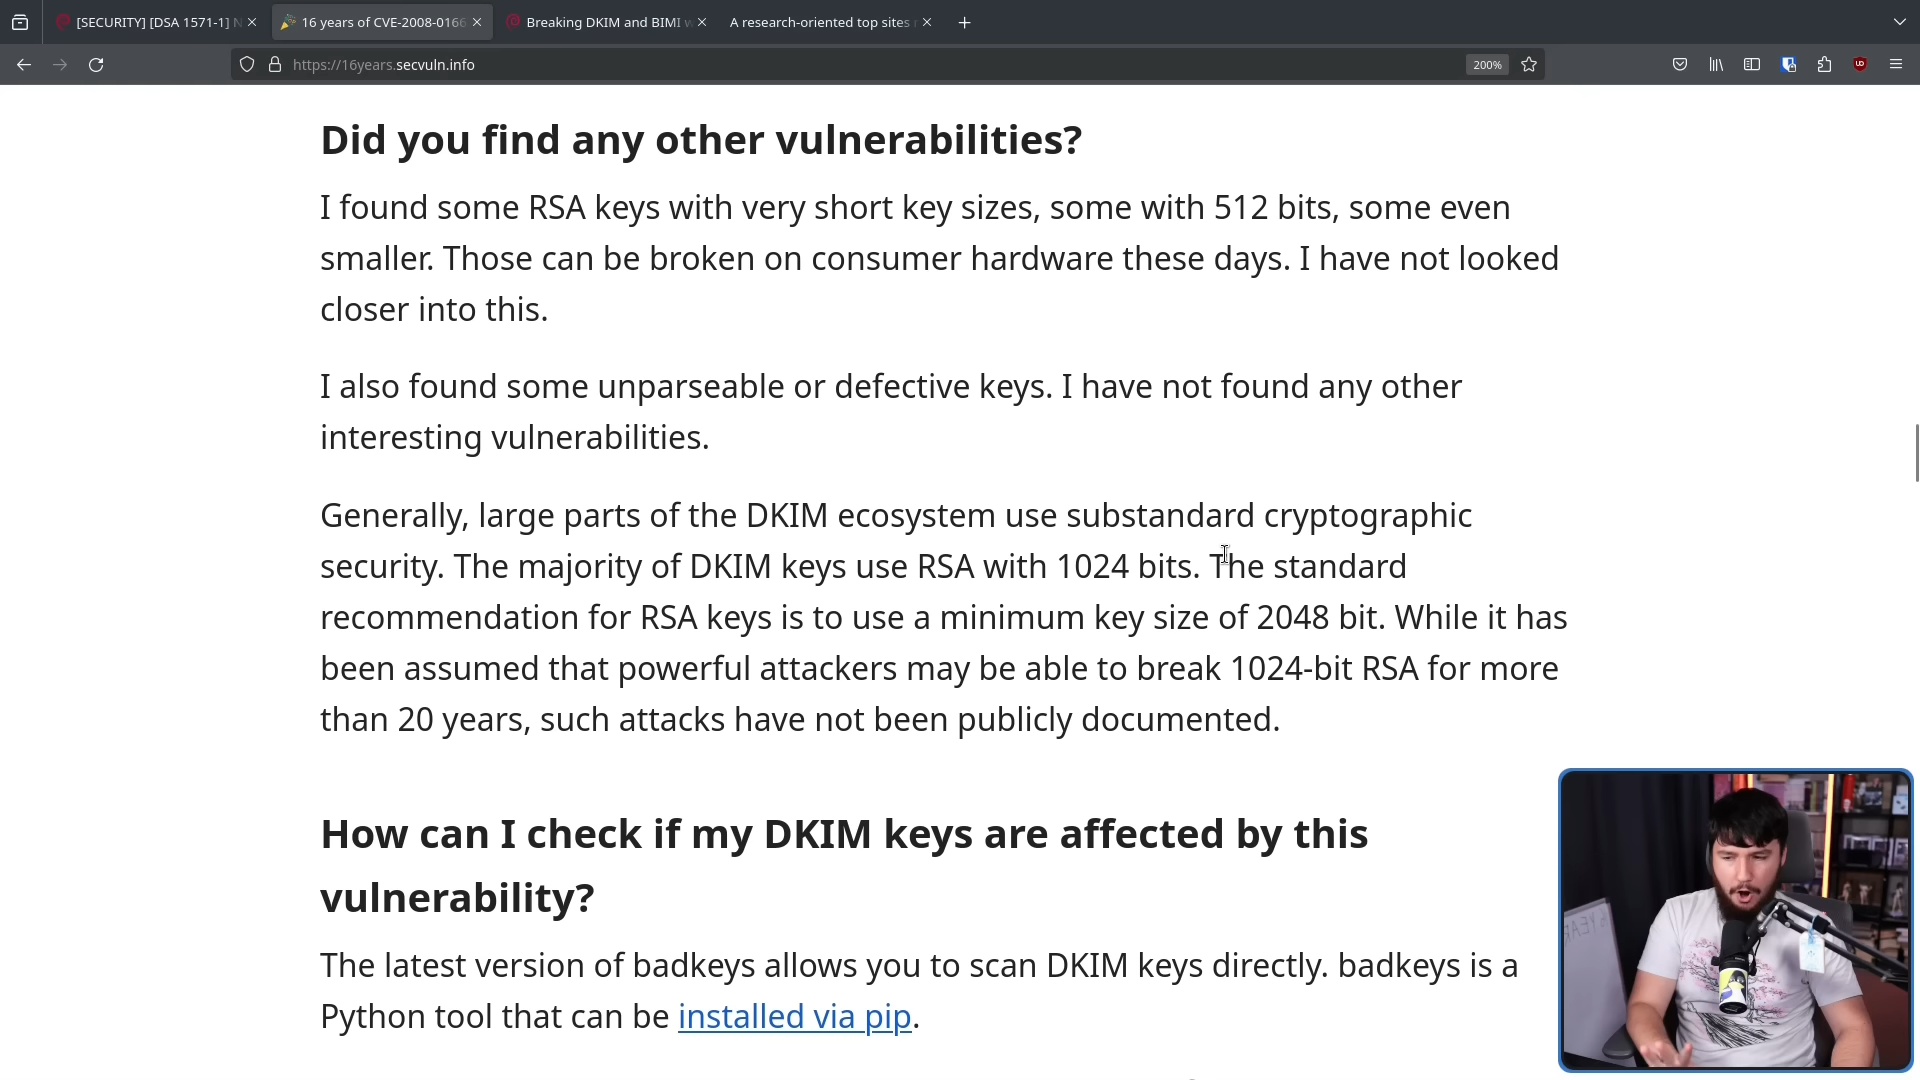 [SECURITY] [DSA 1571-1] N
16 years of CVE-2008-0166
Breaking DKIM and BIMI w
A research-oriented top sites r
https://16years.secvuln.info
200%
Did you find any other vulnerabilities?
I found some RSA keys with very short key sizes, some with 512 bits, some even
smaller. Those can be broken on consumer hardware these days. I have not looked
closer into this.
I also found some unparseable or defective keys. I have not found any other
interesting vulnerabilities.
Generally, large parts of the DKIM ecosystem use substandard cryptographic
security. The majority of DKIM keys use RSA with 1024 bits. The standard
recommendation for RSA keys is to use a minimum key size of 2048 bit. While it has
been assumed that powerful attackers may be able to break 1024-bit RSA for more
than 20 years, such attacks have not been publicly documented.
How can I check if my DKIM keys are affected by this
vulnerability?
The latest version of badkeys allows you to scan DKIM keys directly. badkeys is a
Python tool that can be installed via pip.